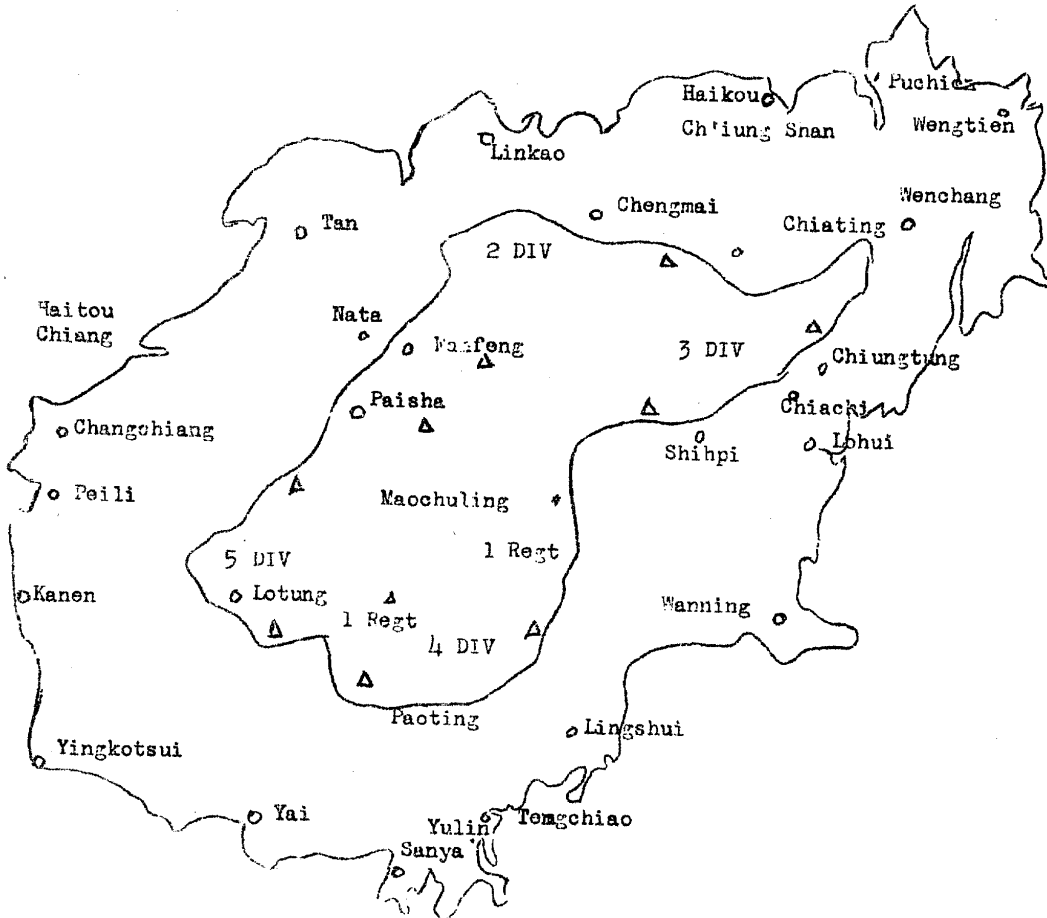 Haikou
Puchien
Ch'iung Shan
Wengtien
Linkao
Wenchang
Chengmai
Chiating
Tan
2 DIV
Haitou
Chiang
Nata
3 DIV
Chiungtung
Paisha
Chiachi
Changchiang
Lohui
Shihpi
Peili
Maochuling
1 Regt
5 DIV
Kanen
Lotung
Wanning
1 Regt
4 DIV
Paoting
Lingshui
Yingkotsui
Yai
Yulin
Temgchiao
Sanya